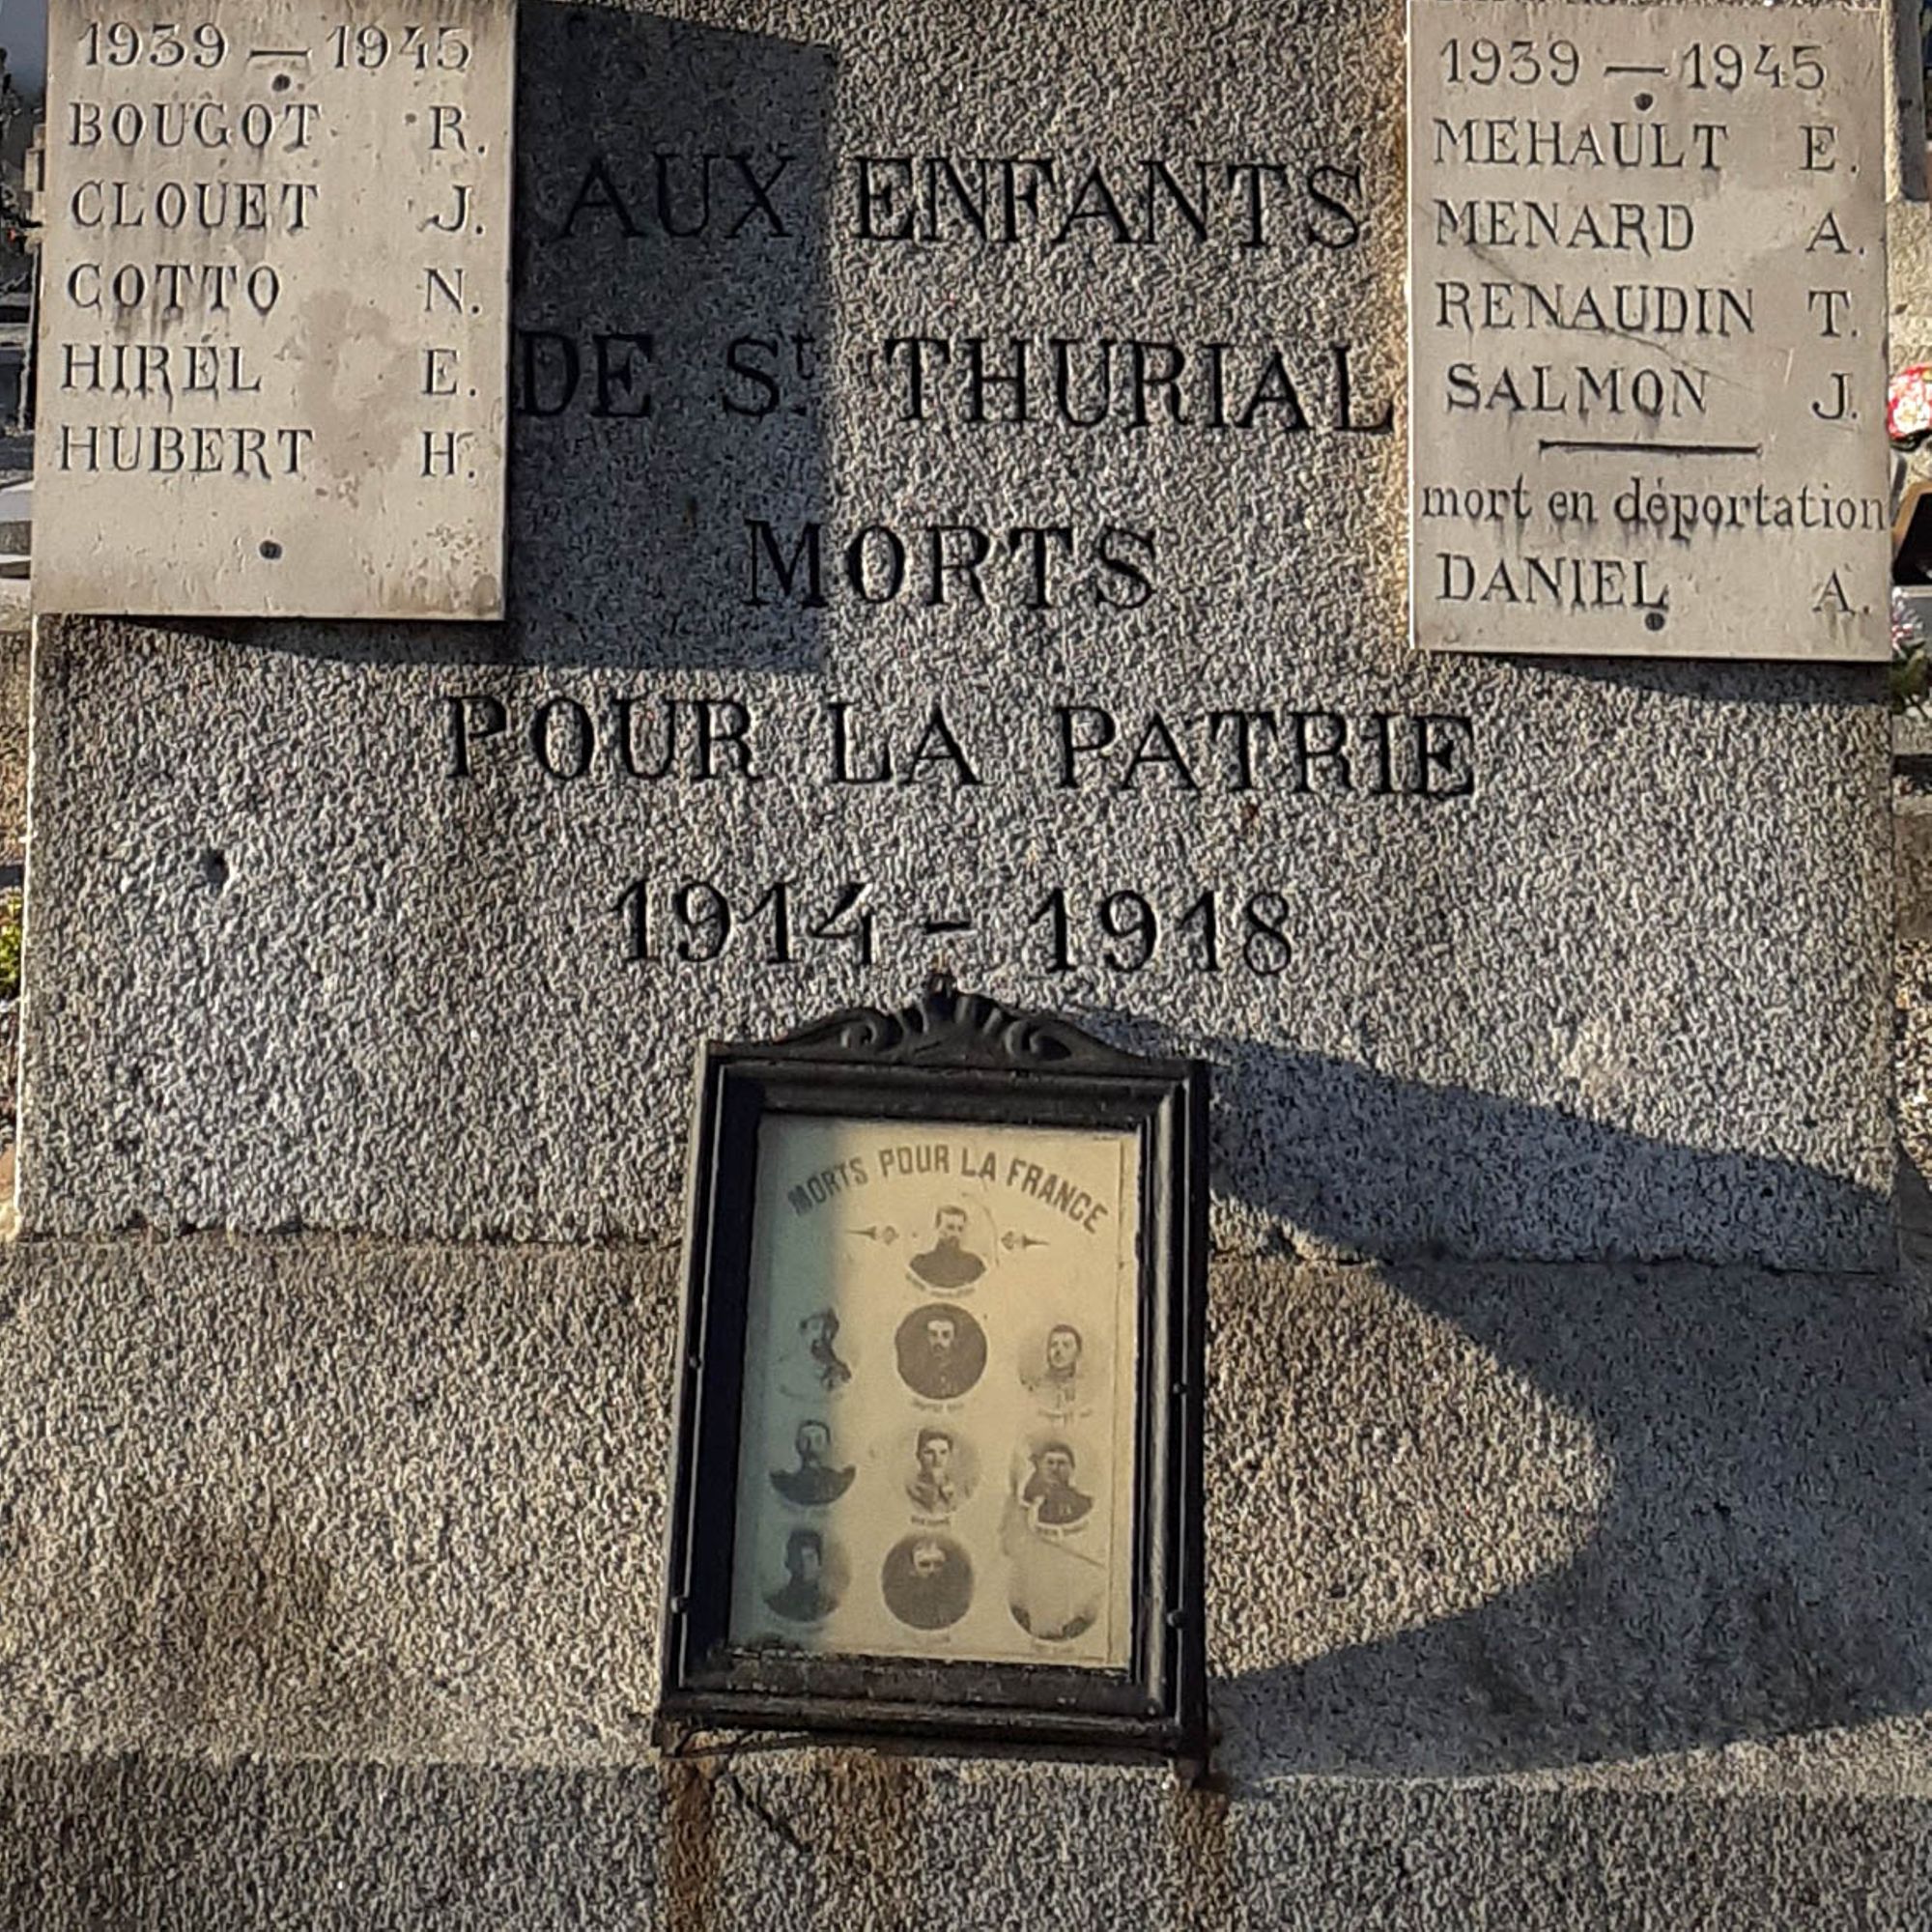 1939 — 1945
BOUGOT R.
CLOUET J.
COTTO N.
HIREL E.
HUBERT H.
AUX ENFANTS
DE St. THURIAL
MORTS
POUR LA PATRIE
1914 - 1918
1939 — 1945
MEHAULT E.
MENARD A.
RENAUDIN T.
SALMON J.
mort en déportation
DANIEL A.
MORTS POUR LA FRANCE